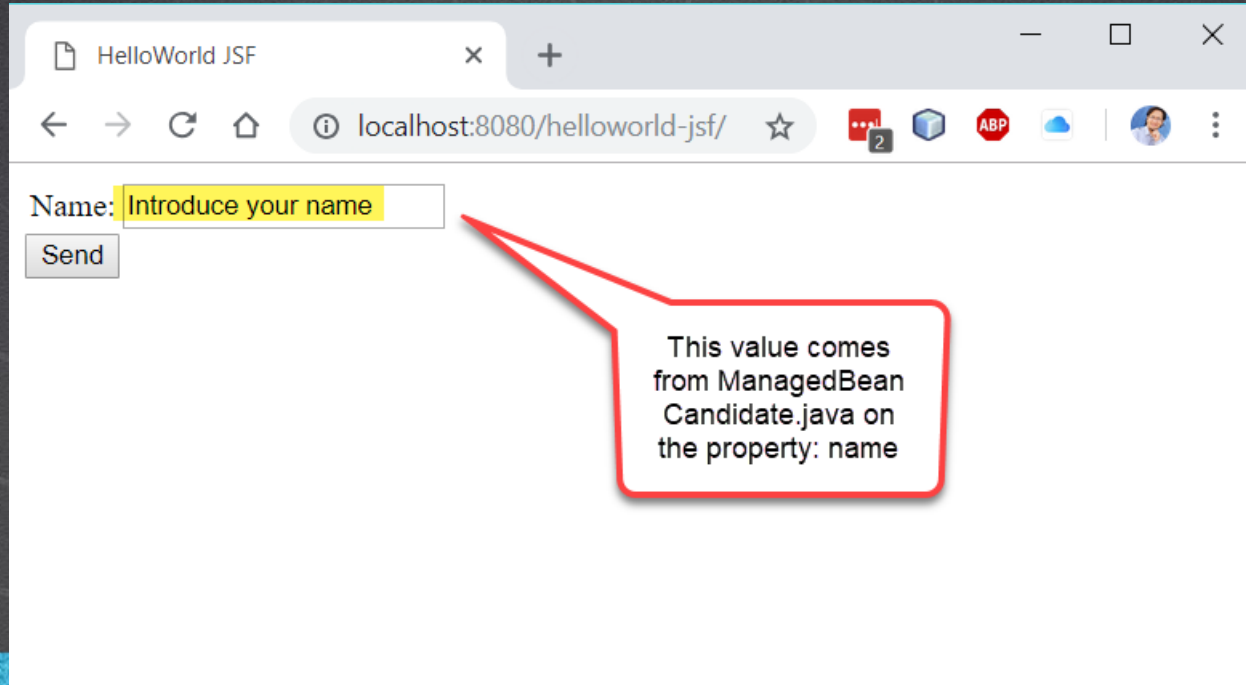 HelloWorld JSF
localhost:8080/helloworld-jsf/
2
ABP
Name: Introduce your name
Send
This value comes
from ManagedBean
Candidate.java on
the property: name